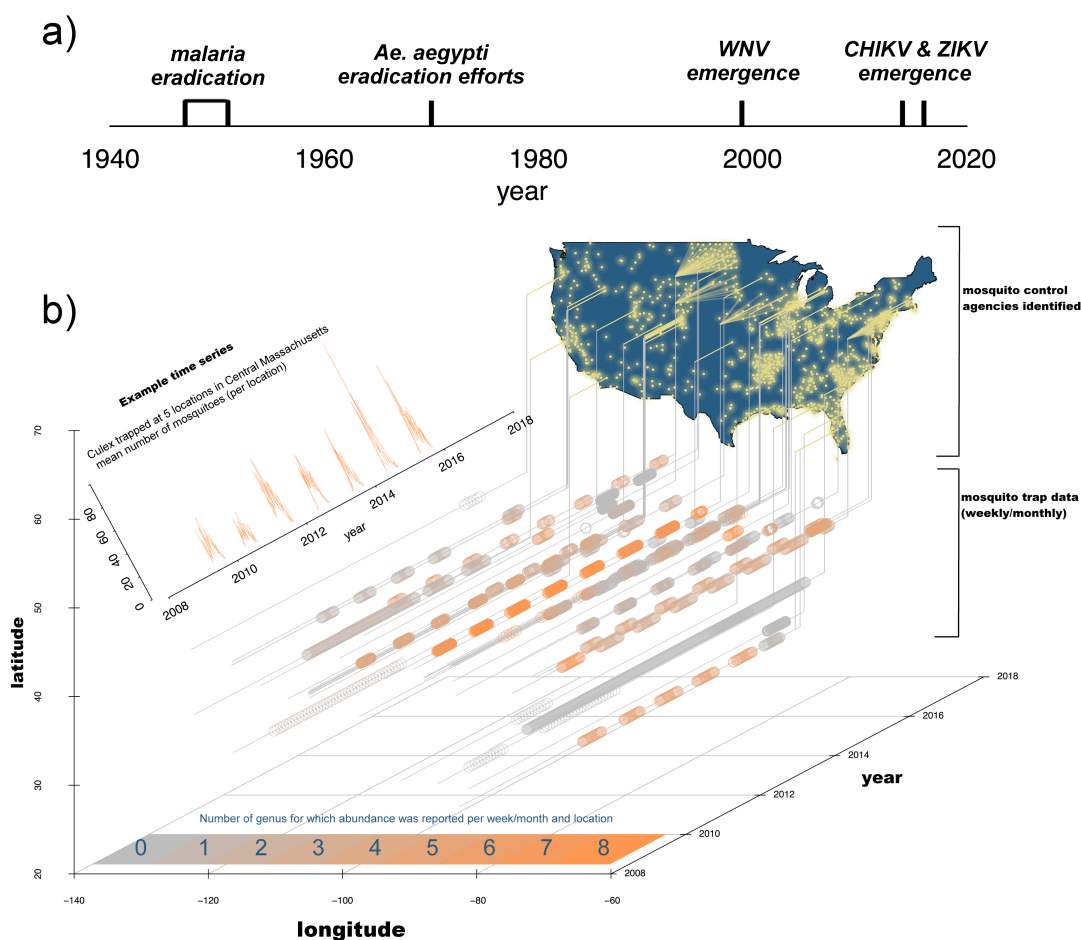 a)
malaria
eradication
Ae. aegypti
eradication efforts
WNV
emergence
CHIKV & ZIKV
emergence
1940 1960 1980 2000 2020
year
b)
mosquito control
agencies identified
Example time series
Culex trapped at 5 locations in Central Massachusetts
mean number of mosquitoes (per location)
0 20 40 60 80
2008 2010 2012 2014 2016 2018
year
mosquito trap data
(weekly/monthly)
70
60
50
40
30
20
latitude
2018
2016
2014
2012
2010
2008
year
Number of genus for which abundance was reported per week/month and location
0 1 2 3 4 5 6 7 8
−140 −120 −100 −80 −60
longitude